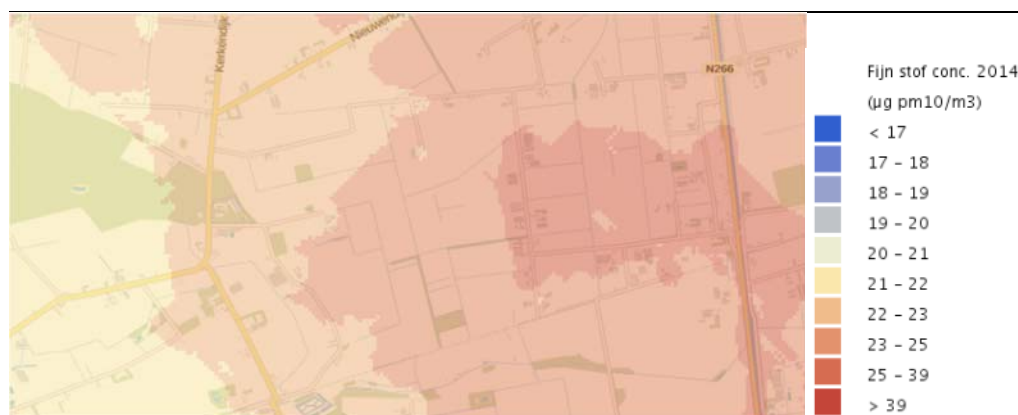 Kerkendijk
Nieuwendijk
N266
Fijn stof conc. 2014
(µg pm10/m3)
< 17
17 – 18
18 – 19
19 – 20
20 – 21
21 – 22
22 – 23
23 – 25
25 – 39
> 39